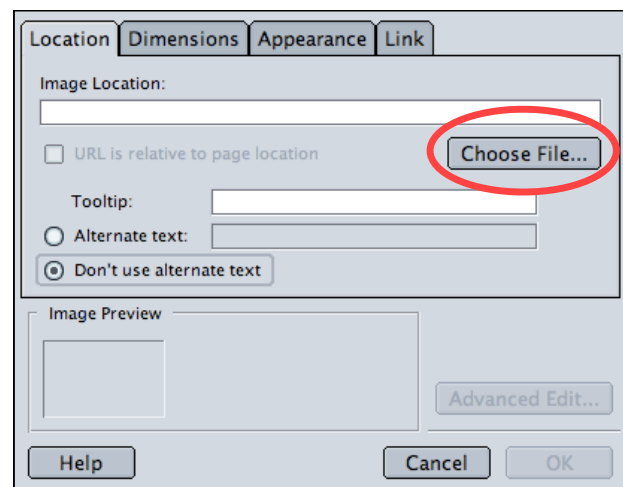 Location Dimensions Appearance Link
Image Location:
URL is relative to page location
Choose File...
Tooltip:
Alternate text:
Don't use alternate text
Image Preview
Advanced Edit...
Help Cancel OK